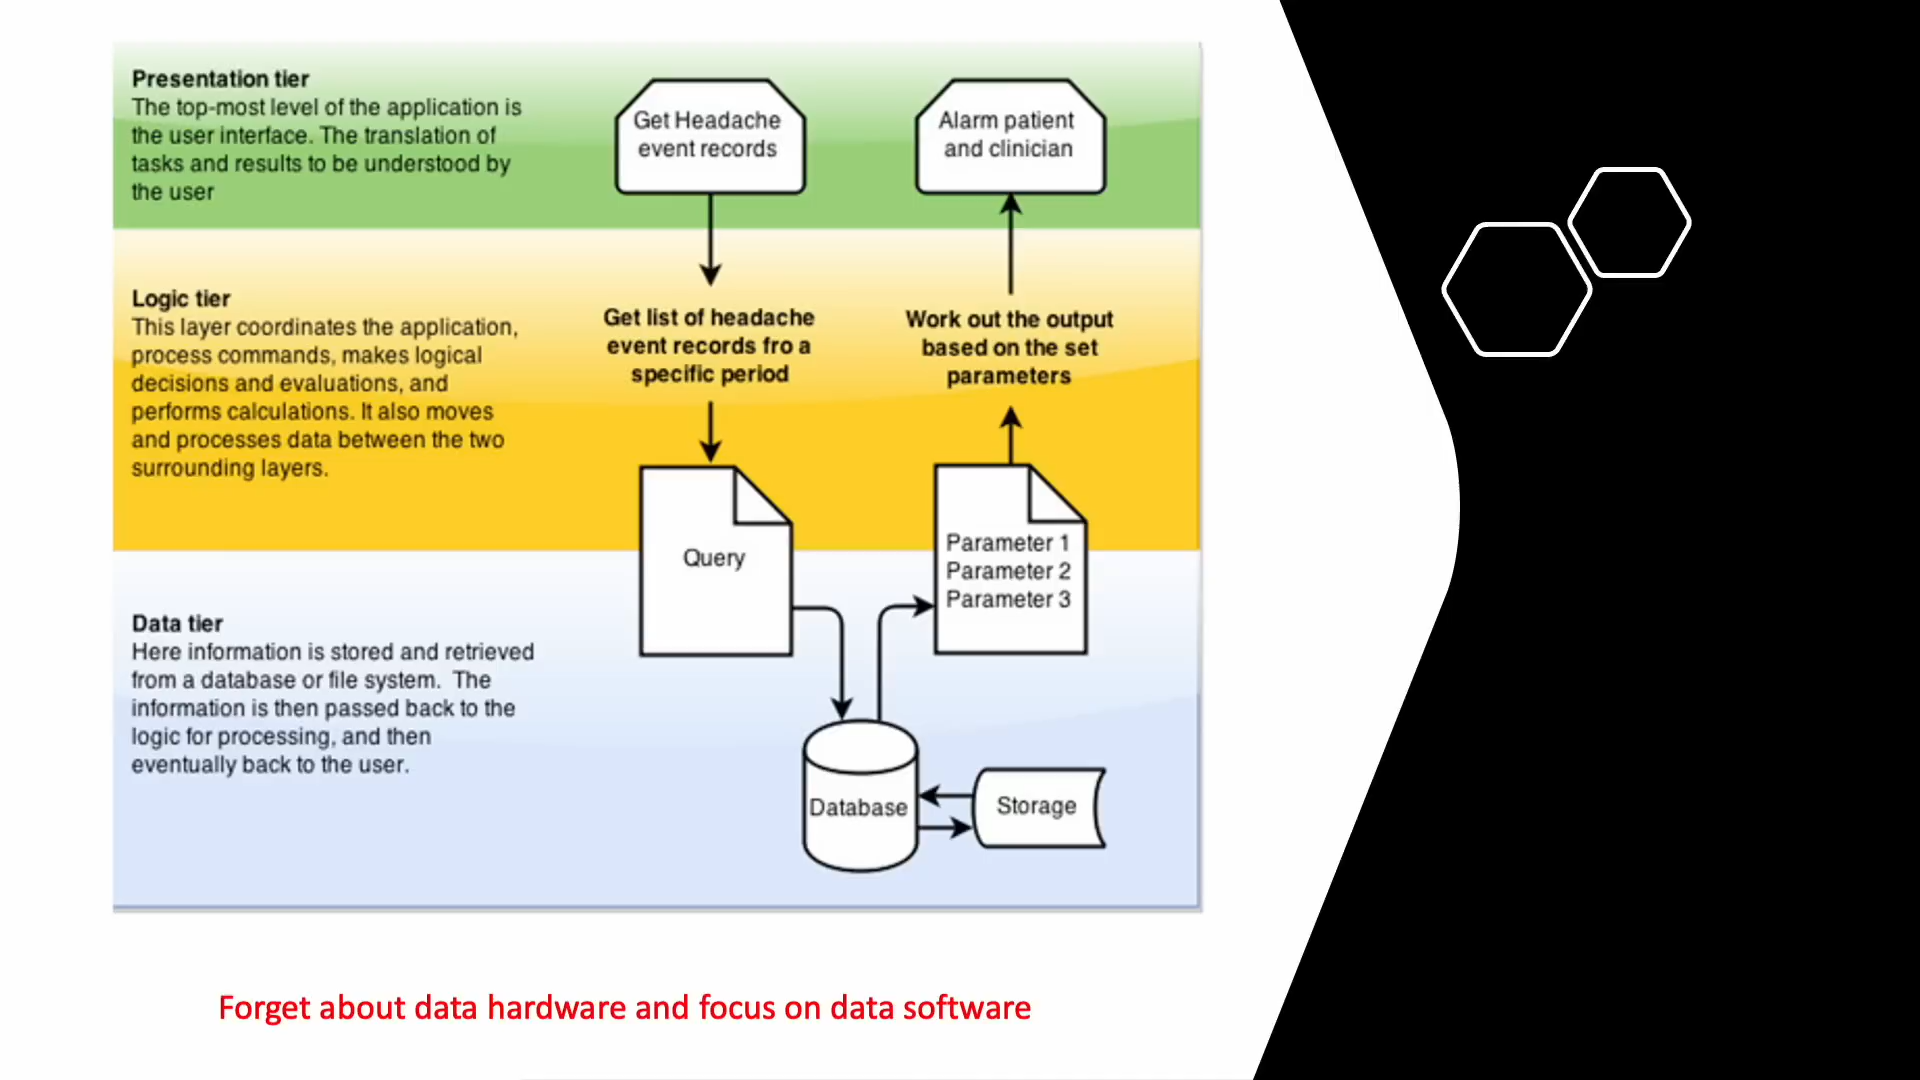 Presentation tier
The top-most level of the application is
the user interface. The translation of
tasks and results to be understood by
the user
Get Headache
event records
Alarm patient
and clinician
Logic tier
This layer coordinates the application,
process commands, makes logical
decisions and evaluations, and
performs calculations. It also moves
and processes data between the two
surrounding layers.
Get list of headache
event records fro a
specific period
Work out the output
based on the set
parameters
Query
Parameter 1
Parameter 2
Parameter 3
Data tier
Here information is stored and retrieved
from a database or file system. The
information is then passed back to the
logic for processing, and then
eventually back to the user.
Database
Storage
Forget about data hardware and focus on data software